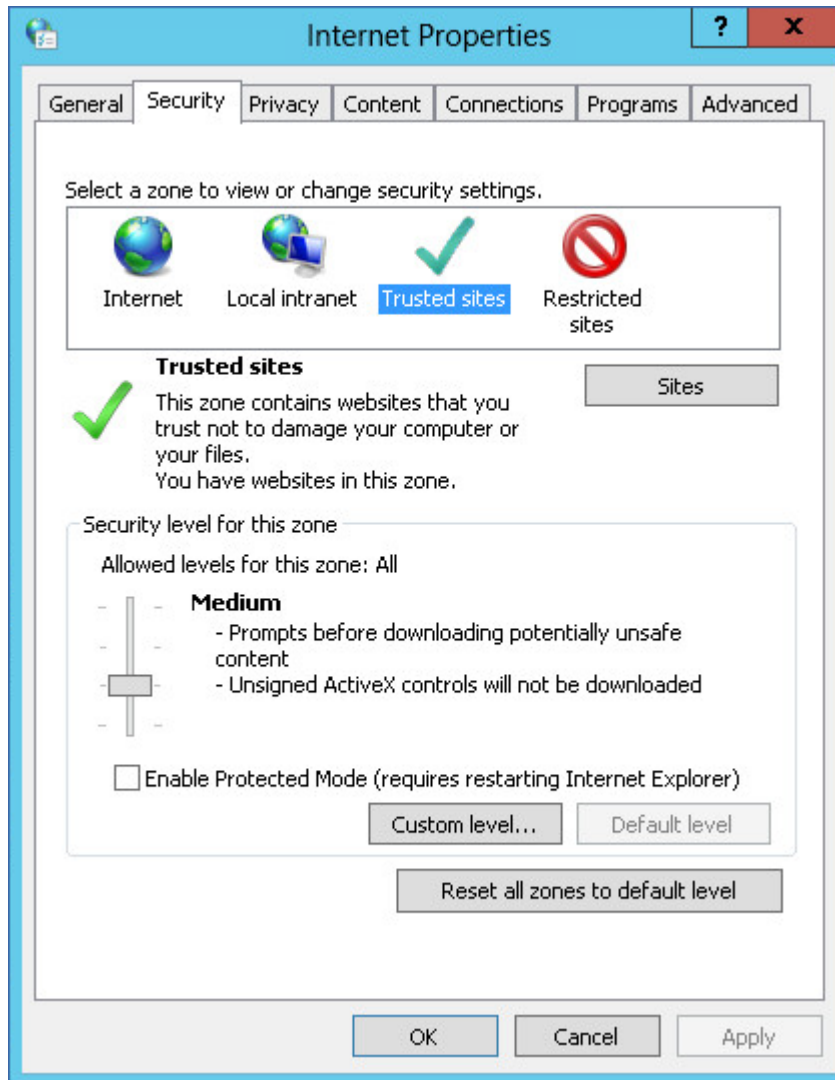 Internet Properties
? x
General Security Privacy Content Connections Programs Advanced
Select a zone to view or change security settings.
Internet Local intranet Trusted sites Restricted
sites
Trusted sites
Sites
This zone contains websites that you
trust not to damage your computer or
your files.
You have websites in this zone.
Security level for this zone
Allowed levels for this zone: All
Medium
- Prompts before downloading potentially unsafe
content
- Unsigned ActiveX controls will not be downloaded
Enable Protected Mode (requires restarting Internet Explorer)
Custom level... Default level
Reset all zones to default level
OK Cancel Apply